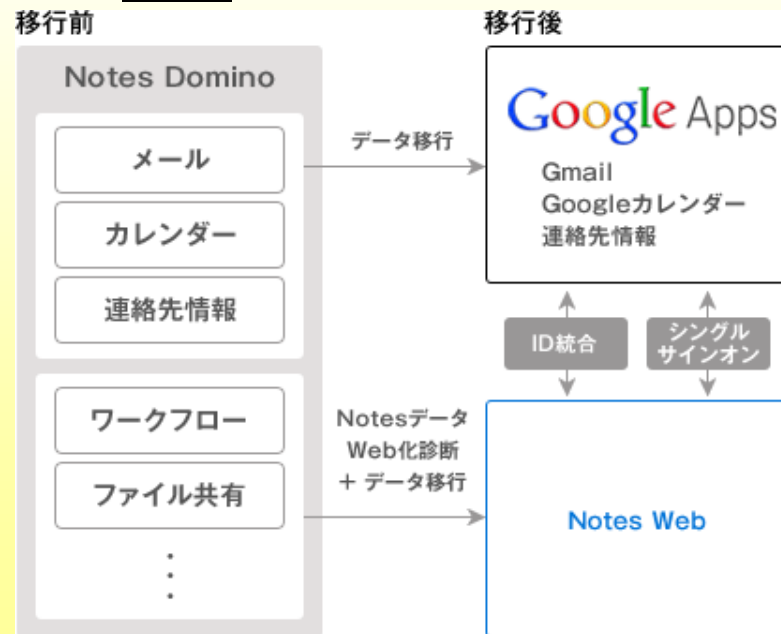 移行前
移行後
Notes Domino
メール
カレンダー
連絡先情報
ワークフロー
ファイル共有
データ移行
Notesデータ
Web化診断
+ データ移行
Google Apps
Gmail
Googleカレンダー
連絡先情報
ID統合
シングル
サインオン
Notes Web